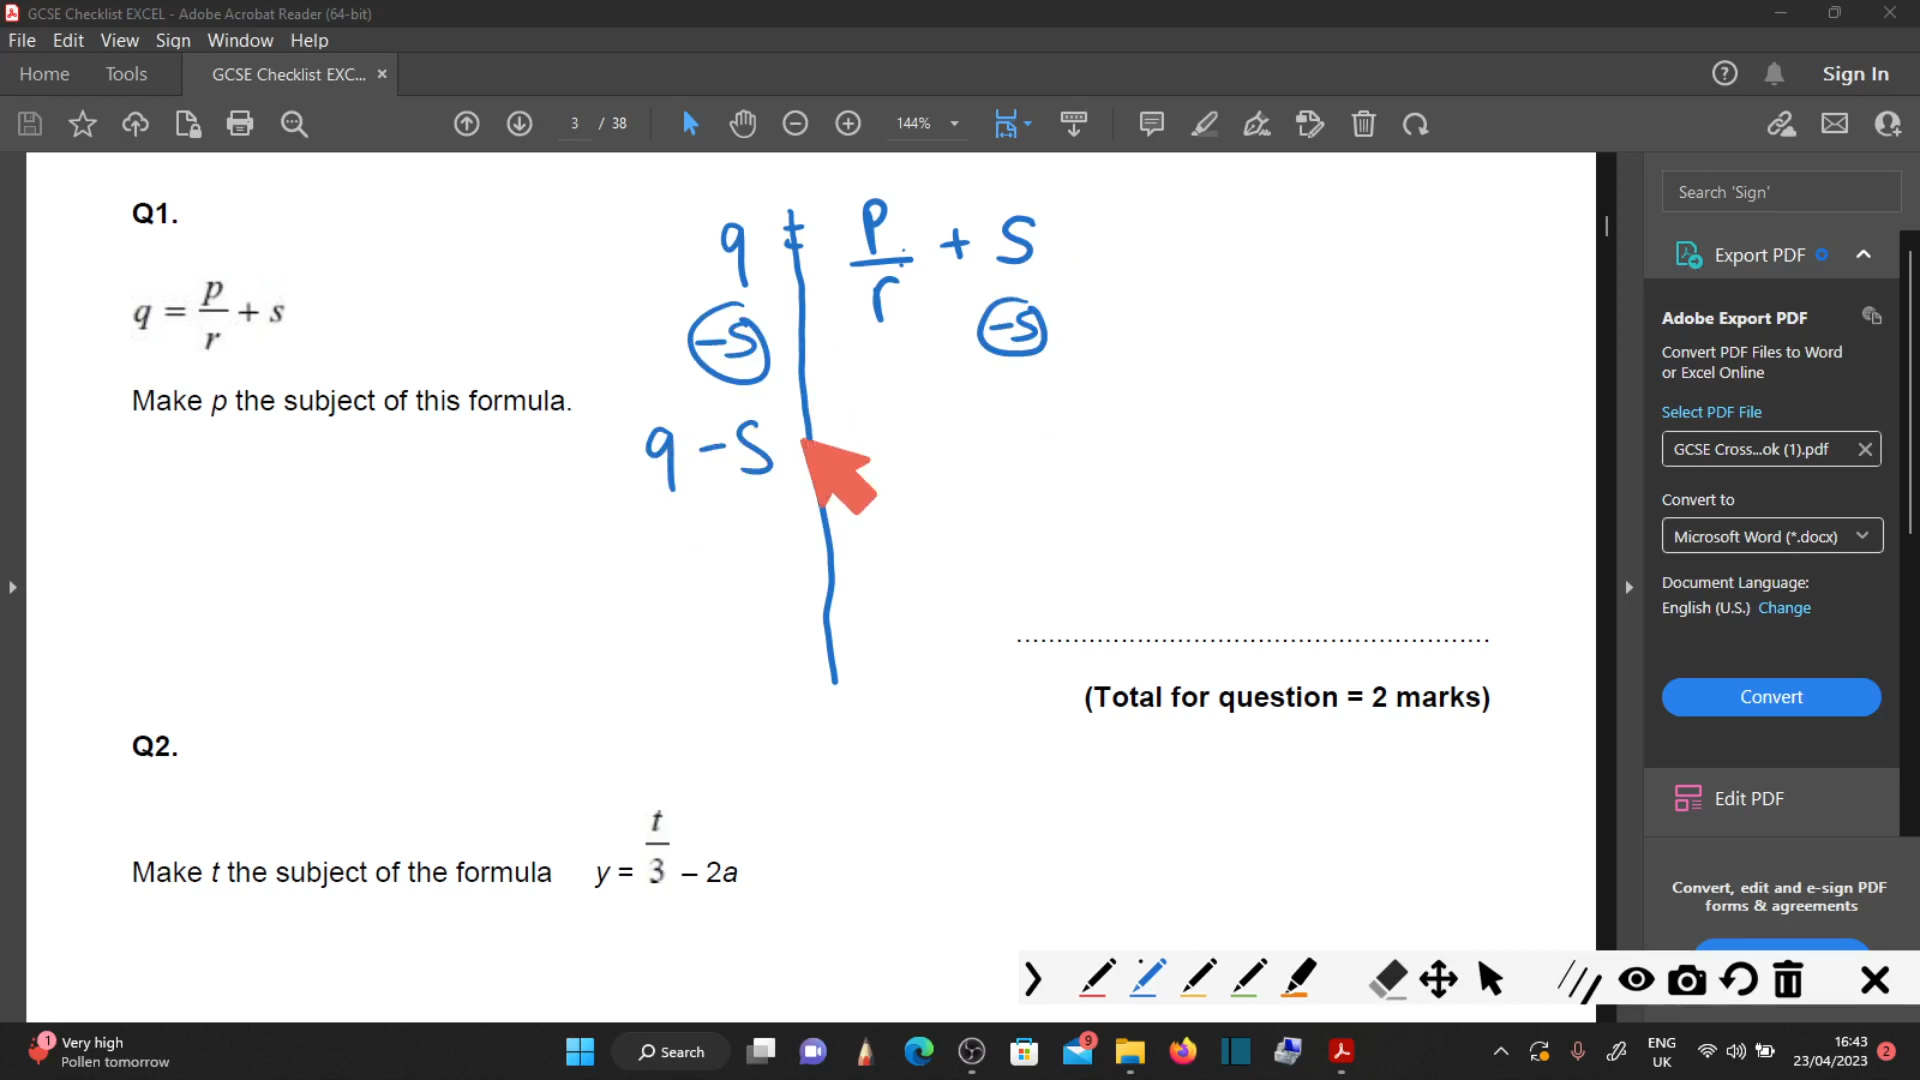 GCSE Checklist EXCEL - Adobe Acrobat Reader (64-bit)
File Edit View Sign Window Help
Home Tools GCSE Checklist EXC... × Sign In
3 / 38 144%
Q1.
q = p/r + s
Make p the subject of this formula.
q = p/r + s
-s -s
q - s
(Total for question = 2 marks)
Q2.
Make t the subject of the formula y = t/3 – 2a
Search 'Sign'
Export PDF
Adobe Export PDF
Convert PDF Files to Word
or Excel Online
Select PDF File
GCSE Cross...ok (1).pdf
Convert to
Microsoft Word (*.docx)
Document Language:
English (U.S.) Change
Convert
Edit PDF
Convert, edit and e-sign PDF
forms & agreements
1 Very high
Pollen tomorrow
Search
9
ENG
UK
16:43
23/04/2023
2